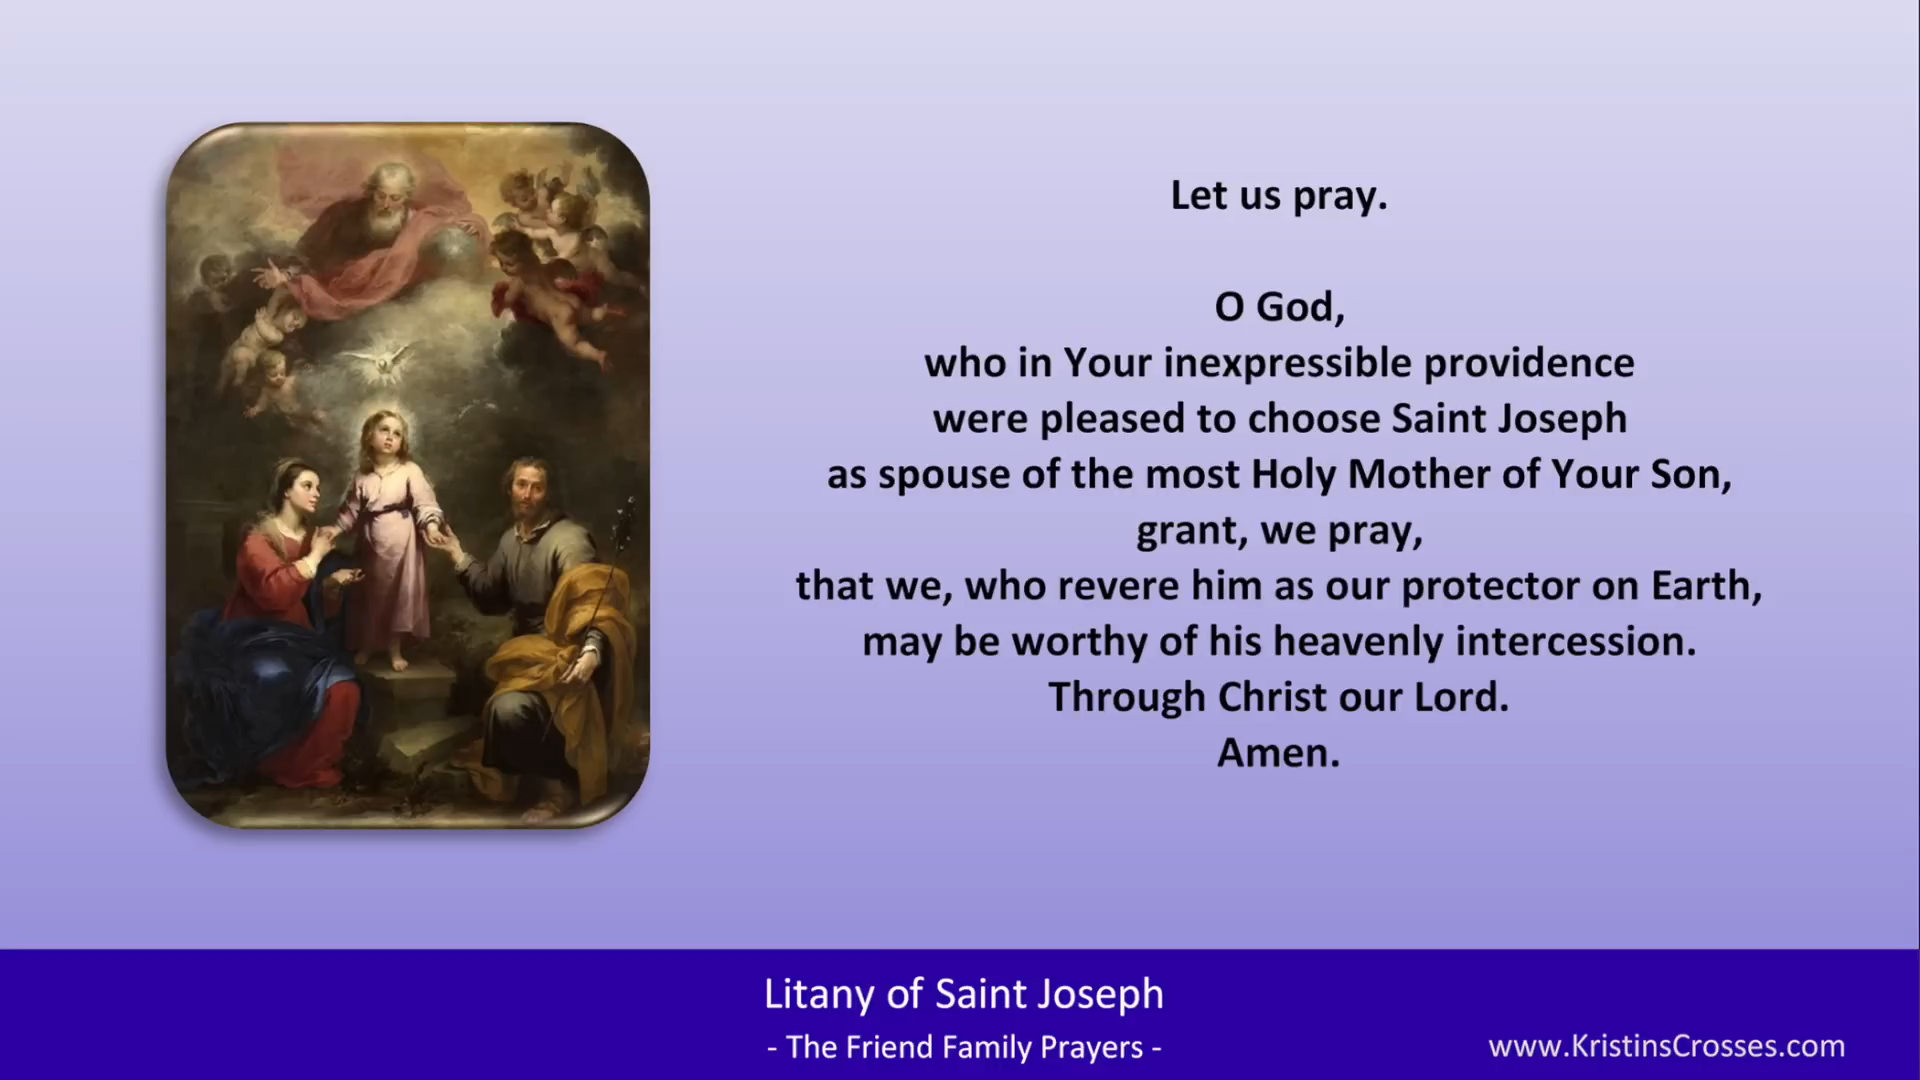 Let us pray.
O God,
who in Your inexpressible providence
were pleased to choose Saint Joseph
as spouse of the most Holy Mother of Your Son,
grant, we pray,
that we, who revere him as our protector on Earth,
may be worthy of his heavenly intercession.
Through Christ our Lord.
Amen.
Litany of Saint Joseph
- The Friend Family Prayers -
www.KristinsCrosses.com